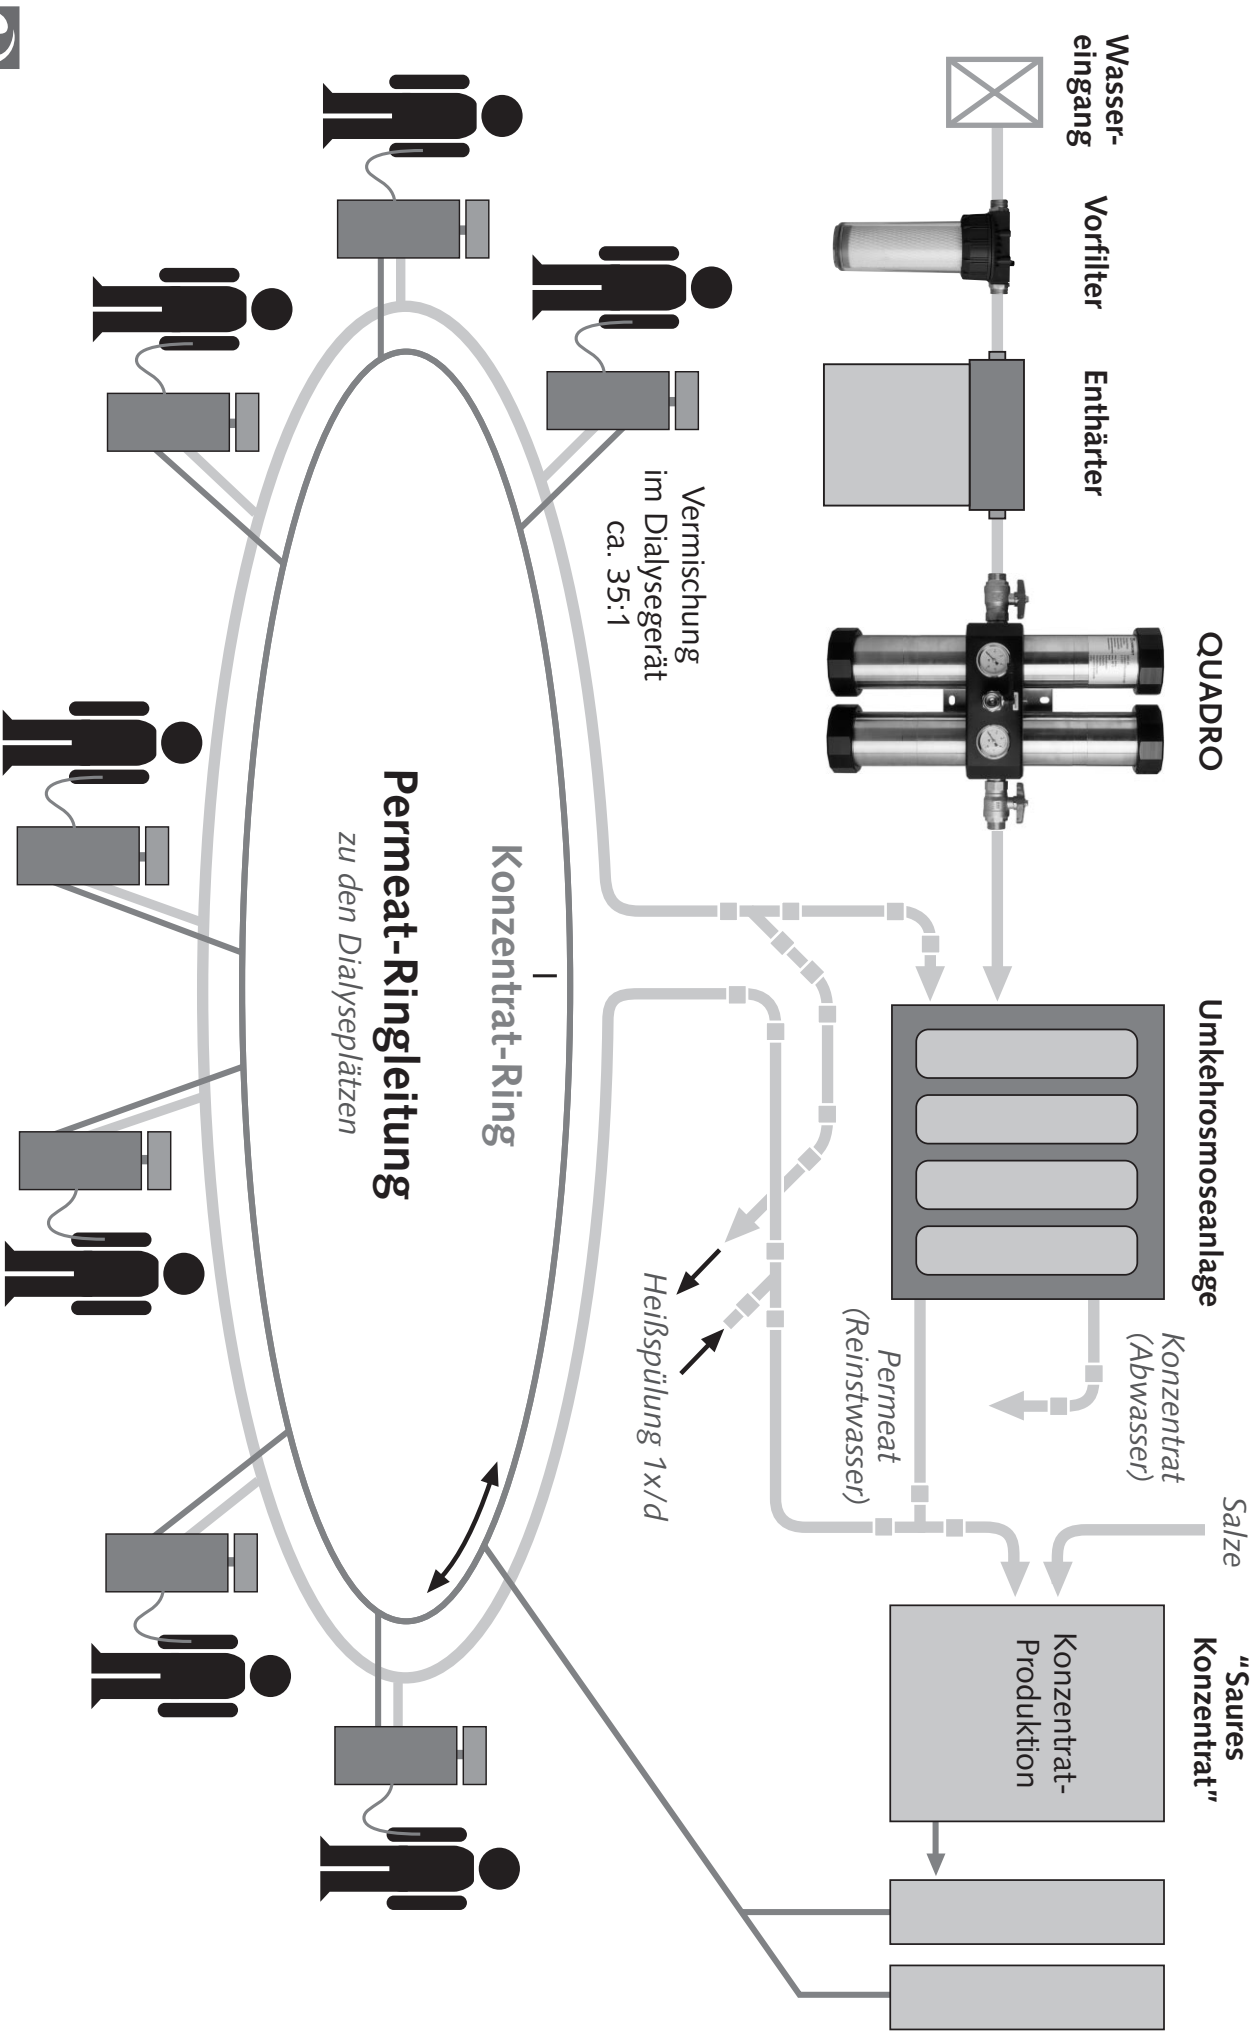 Wasser-
eingang
Vorfilter
Enthärter
QUADRO
Umkehrosmoseanlage
"Saures
Konzentrat"
Salze
Konzentrat
(Abwasser)
Permeat
(Reinstwasser)
Konzentrat-
Produktion
Heißspülung 1x/d
Vermischung
im Dialysegerät
ca. 35:1
Konzentrat-Ring
Permeat-Ringleitung
zu den Dialyseplätzen